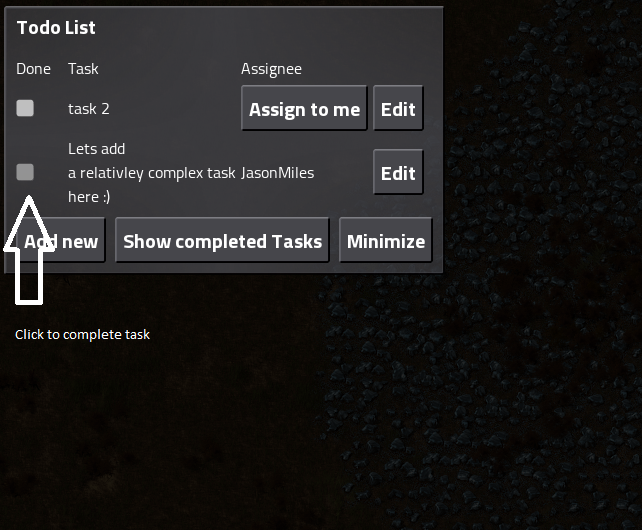 Todo List
Done Task Assignee
task 2 Assign to me Edit
Lets add
a relativley complex task JasonMiles Edit
here :)
Add new Show completed Tasks Minimize
Click to complete task